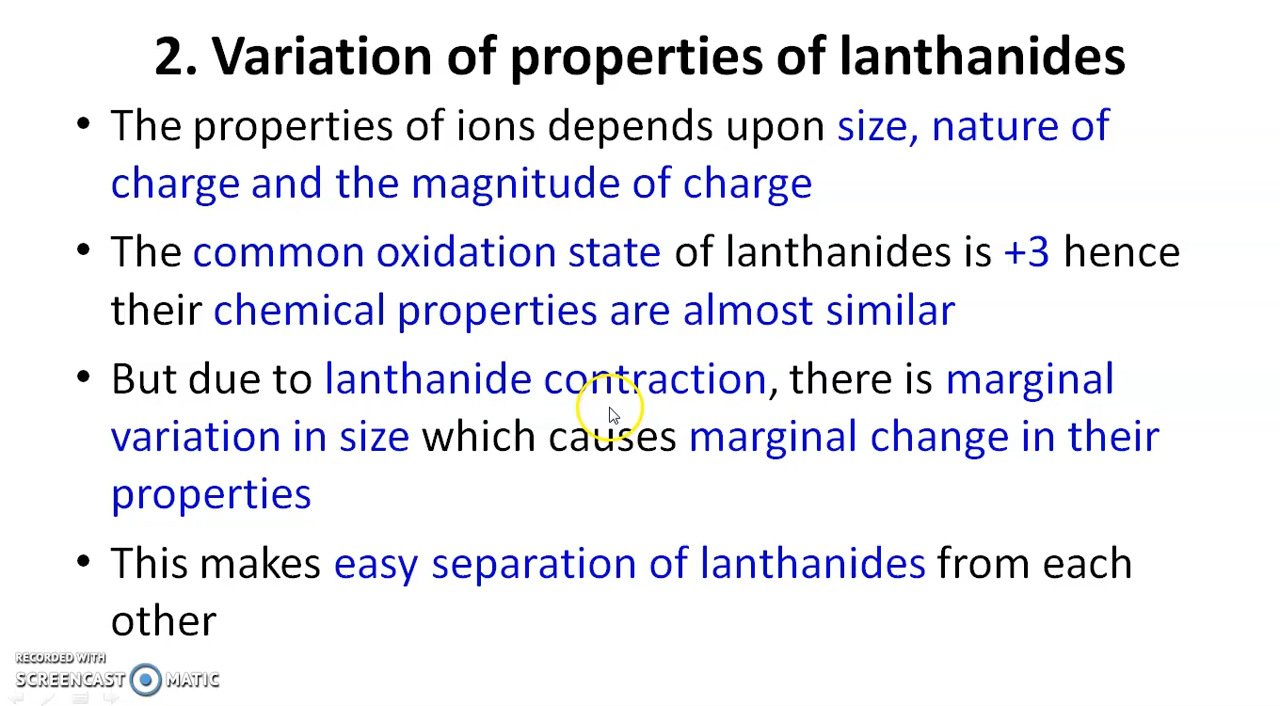 2. Variation of properties of lanthanides
• The properties of ions depends upon size, nature of
charge and the magnitude of charge
• The common oxidation state of lanthanides is +3 hence
their chemical properties are almost similar
• But due to lanthanide contraction, there is marginal
variation in size which causes marginal change in their
properties
• This makes easy separation of lanthanides from each
other
RECORDED WITH
SCREENCAST MATIC